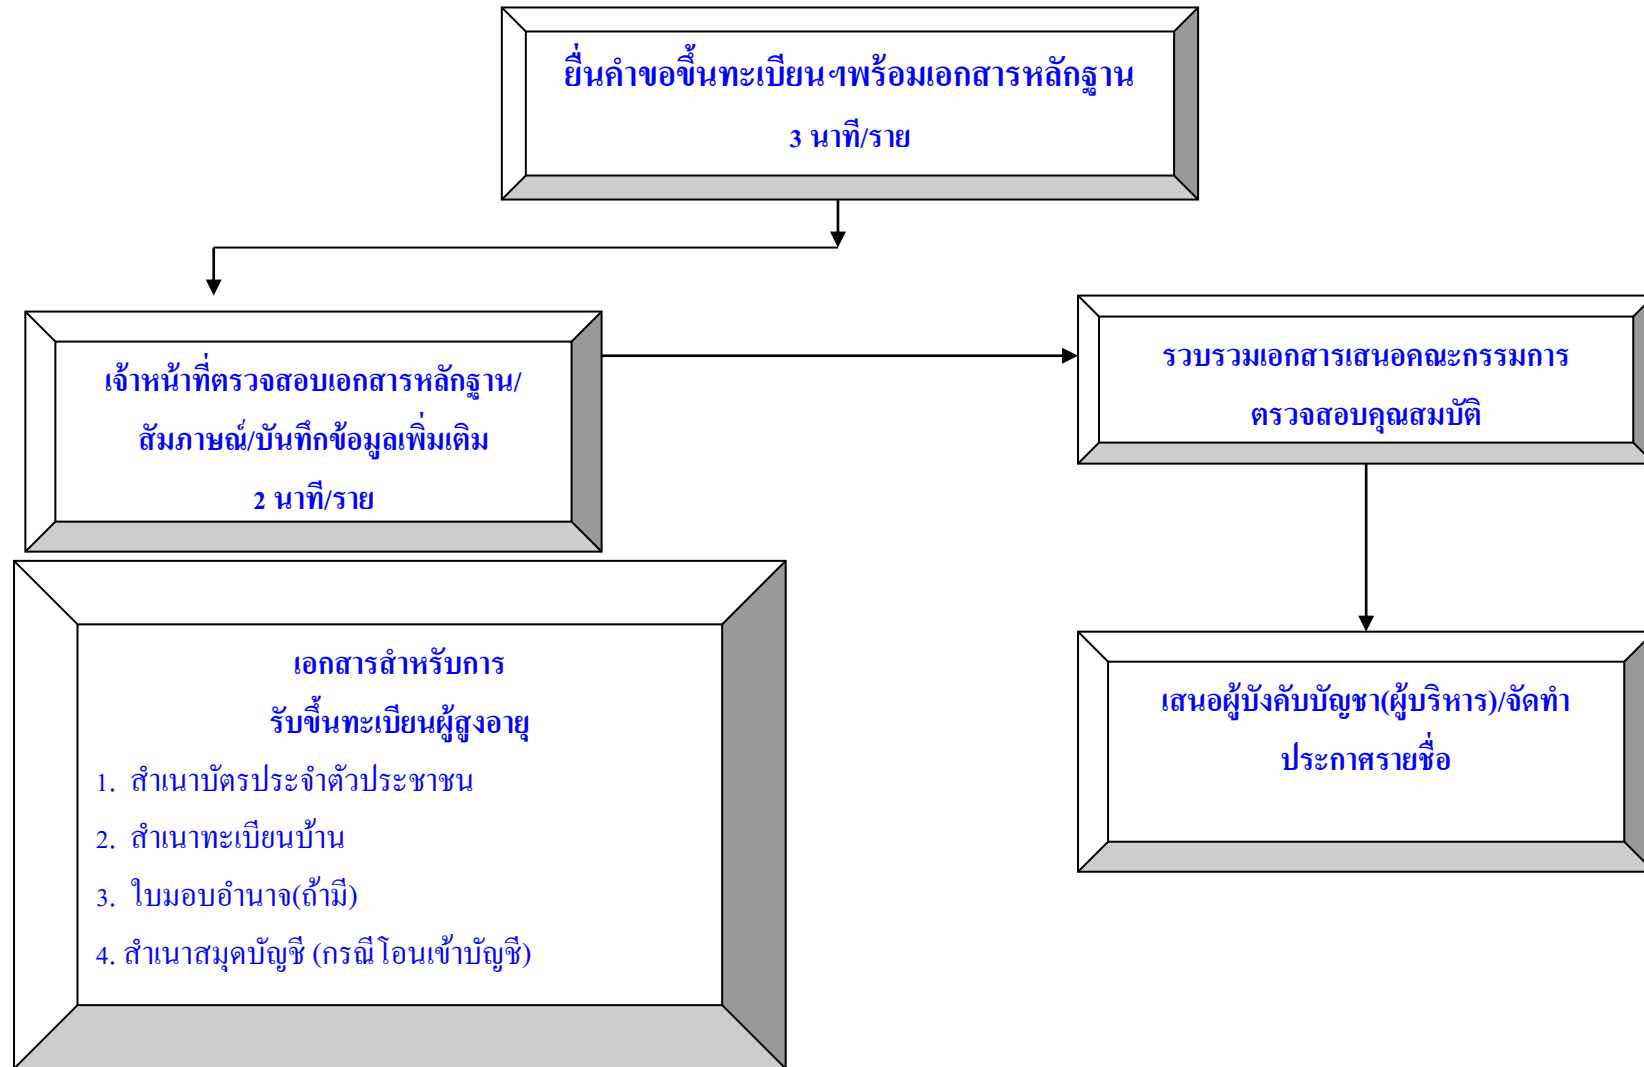 ยื่นคำขอขึ้นทะเบียนฯพร้อมเอกสารหลักฐาน
3 นาที/ราย
เจ้าหน้าที่ตรวจสอบเอกสารหลักฐาน/
สัมภาษณ์/บันทึกข้อมูลเพิ่มเติม
2 นาที/ราย
รวบรวมเอกสารเสนอคณะกรรมการ
ตรวจสอบคุณสมบัติ
เสนอผู้บังคับบัญชา(ผู้บริหาร)/จัดทำ
ประกาศรายชื่อ
เอกสารสำหรับการ
รับขึ้นทะเบียนผู้สูงอายุ
1. สำเนาบัตรประจำตัวประชาชน
2. สำเนาทะเบียนบ้าน
3. ใบมอบอำนาจ(ถ้ามี)
4. สำเนาสมุดบัญชี (กรณีโอนเข้าบัญชี)